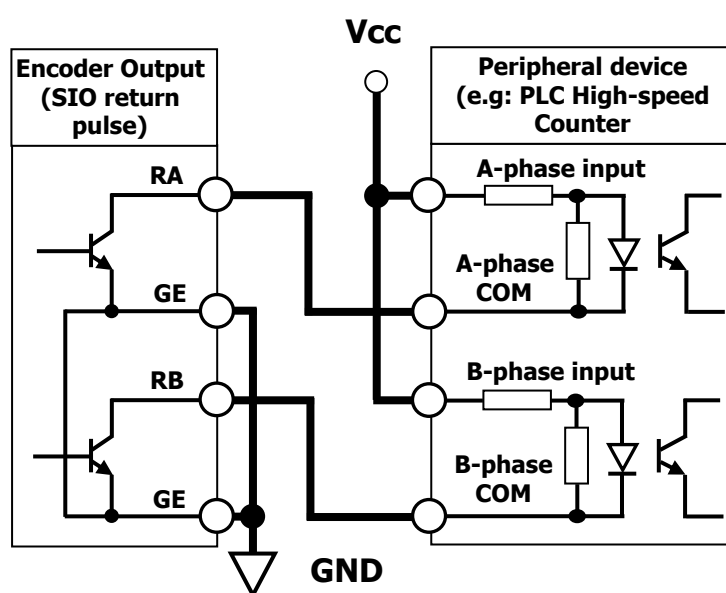 Vcc
Encoder Output
(SIO return
pulse)
Peripheral device
(e.g: PLC High-speed
Counter
RA
A-phase input
A-phase
COM
GE
RB
B-phase input
B-phase
COM
GE
GND